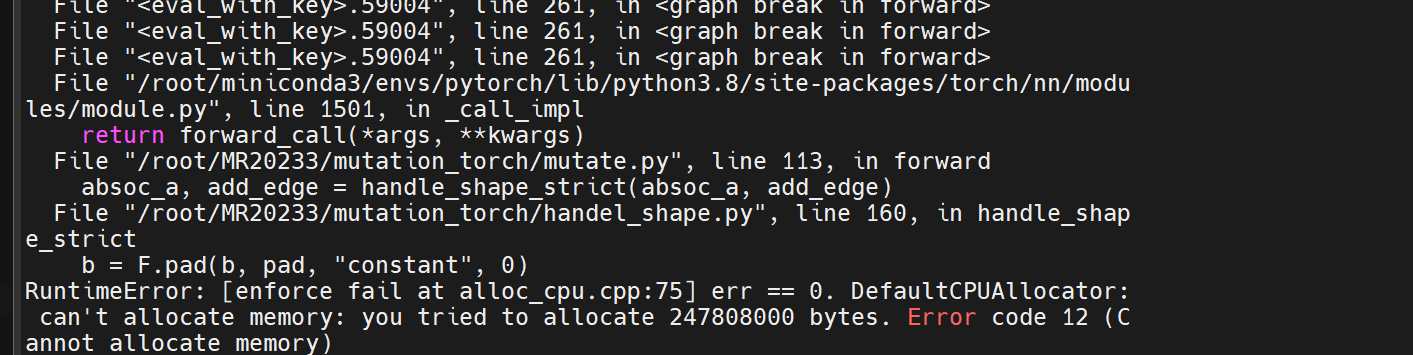 File "<eval_with_key>.59004", line 261, in <graph break in forward>
File "<eval_with_key>.59004", line 261, in <graph break in forward>
File "<eval_with_key>.59004", line 261, in <graph break in forward>
File "/root/miniconda3/envs/pytorch/lib/python3.8/site-packages/torch/nn/modu
les/module.py", line 1501, in _call_impl
return forward_call(*args, **kwargs)
File "/root/MR20233/mutation_torch/mutate.py", line 113, in forward
absoc_a, add_edge = handle_shape_strict(absoc_a, add_edge)
File "/root/MR20233/mutation_torch/handel_shape.py", line 160, in handle_shap
e_strict
b = F.pad(b, pad, "constant", 0)
RuntimeError: [enforce fail at alloc_cpu.cpp:75] err == 0. DefaultCPUAllocator:
can't allocate memory: you tried to allocate 247808000 bytes. Error code 12 (C
annot allocate memory)